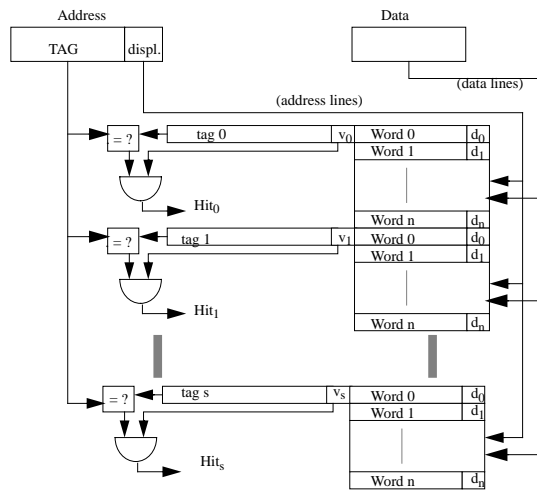 Address Data
TAG displ.
(data lines)
(address lines)
= ? tag 0 v0 Word 0 d0
Word 1 d1
Hit0
Word n dn
= ? tag 1 v1 Word 0 d0
Word 1 d1
Hit1
Word n dn
= ? tag s vs Word 0 d0
Word 1 d1
Hits
Word n dn